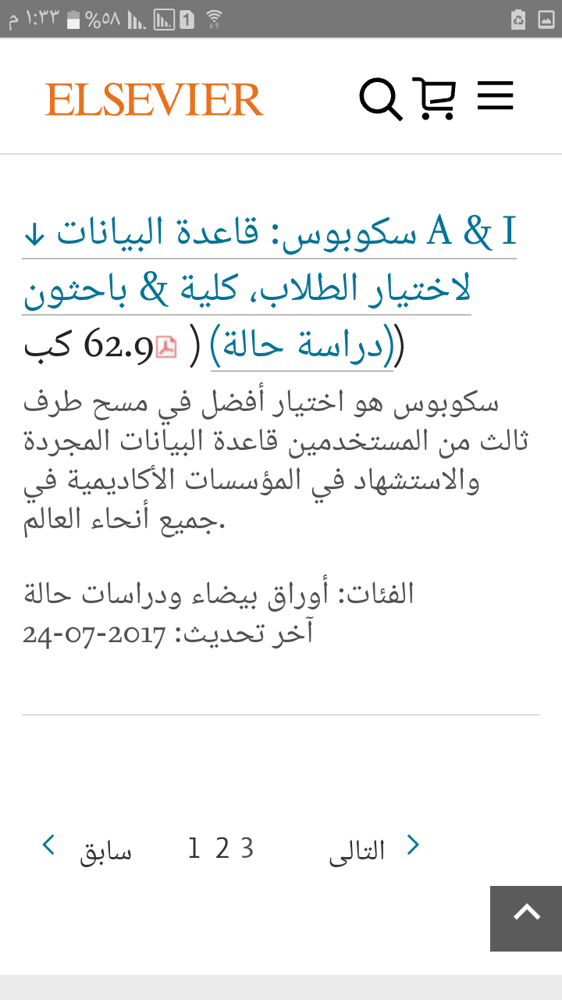 م ١:٣٣ %٥٨ 1
ELSEVIER
↓ سكوبوس: قاعدة البيانات A & I
لاختيار الطلاب، كلية & باحثون
((دراسة حالة) ( 62.9 كب
سكوبوس هو اختيار أفضل في مسح طرف
ثالث من المستخدمين قاعدة البيانات المجردة
والاستشهاد في المؤسسات الأكاديمية في
جميع أنحاء العالم.
الفئات: أوراق بيضاء ودراسات حالة
آخر تحديث: 2017-07-24
سابق 1 2 3 التالى